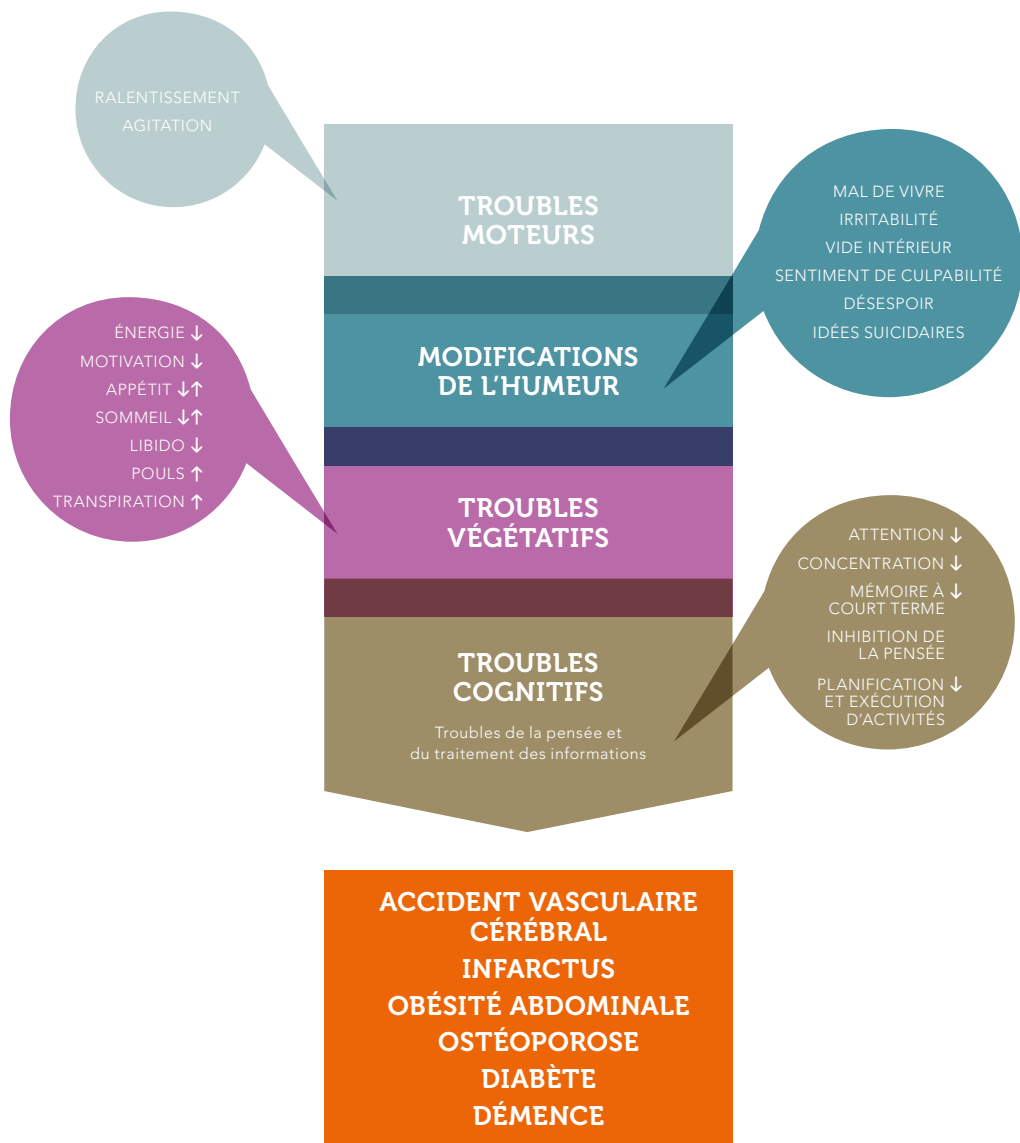 RALENTISSEMENT
AGITATION
TROUBLES
MOTEURS
MAL DE VIVRE
IRRITABILITÉ
VIDE INTÉRIEUR
SENTIMENT DE CULPABILITÉ
DÉSESPOIR
IDÉES SUICIDAIRES
MODIFICATIONS
DE L’HUMEUR
ÉNERGIE ↓
MOTIVATION ↓
APPÉTIT ↓↑
SOMMEIL ↓↑
LIBIDO ↓
POULS ↑
TRANSPIRATION ↑
TROUBLES
VÉGÉTATIFS
ATTENTION ↓
CONCENTRATION ↓
MÉMOIRE À ↓
COURT TERME
INHIBITION DE
LA PENSÉE
PLANIFICATION ↓
ET EXÉCUTION
D’ACTIVITÉS
TROUBLES
COGNITIFS
Troubles de la pensée et
du traitement des informations
ACCIDENT VASCULAIRE
CÉRÉBRAL
INFARCTUS
OBÉSITÉ ABDOMINALE
OSTÉOPOROSE
DIABÈTE
DÉMENCE